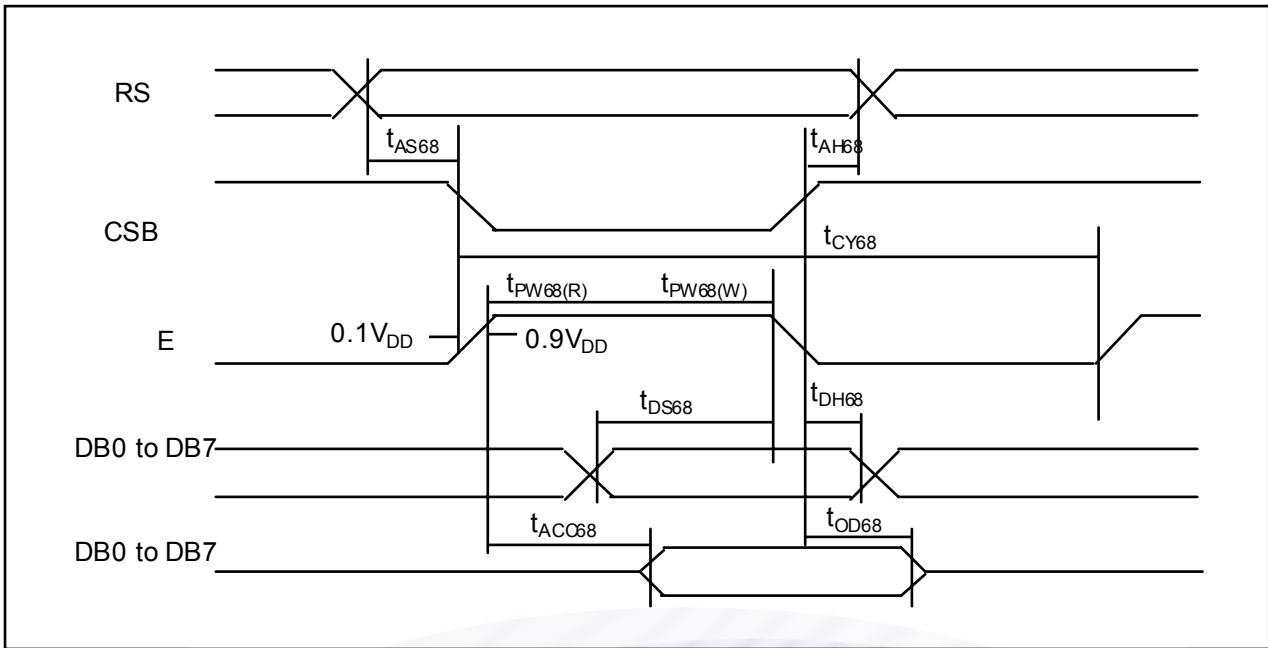 RS
tAS68
tAH68
CSB
tCY68
tPW68(R)
tPW68(W)
E
0.1VDD
0.9VDD
tDS68
tDH68
DB0 to DB7
tACC68
tOD68
DB0 to DB7